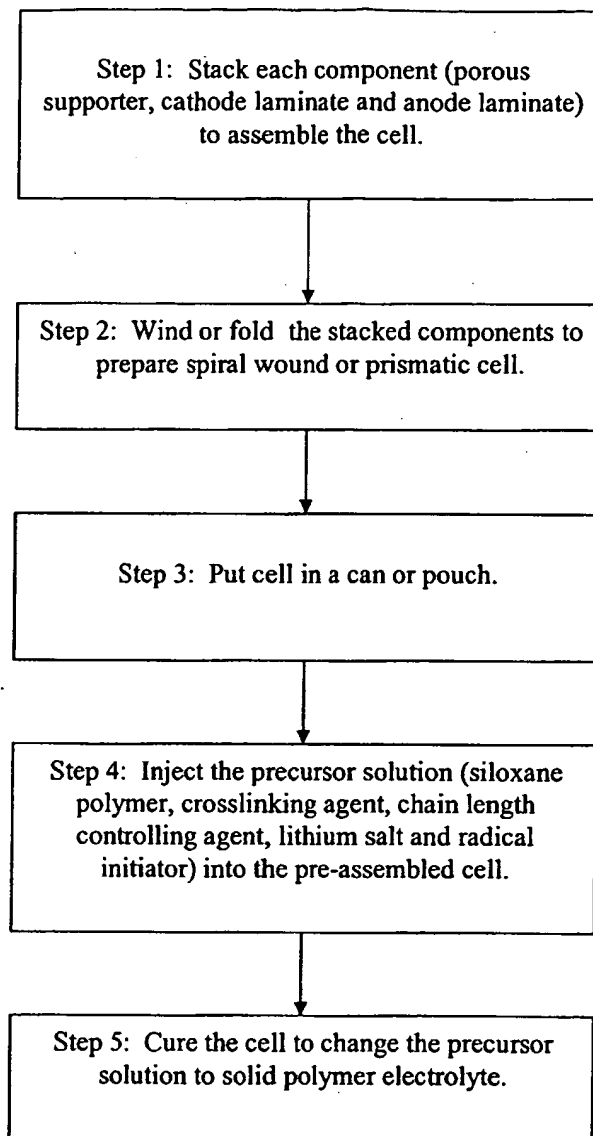 Step 1: Stack each component (porous
supporter, cathode laminate and anode laminate)
to assemble the cell.
Step 2: Wind or fold the stacked components to
prepare spiral wound or prismatic cell.
Step 3: Put cell in a can or pouch.
Step 4: Inject the precursor solution (siloxane
polymer, crosslinking agent, chain length
controlling agent, lithium salt and radical
initiator) into the pre-assembled cell.
Step 5: Cure the cell to change the precursor
solution to solid polymer electrolyte.